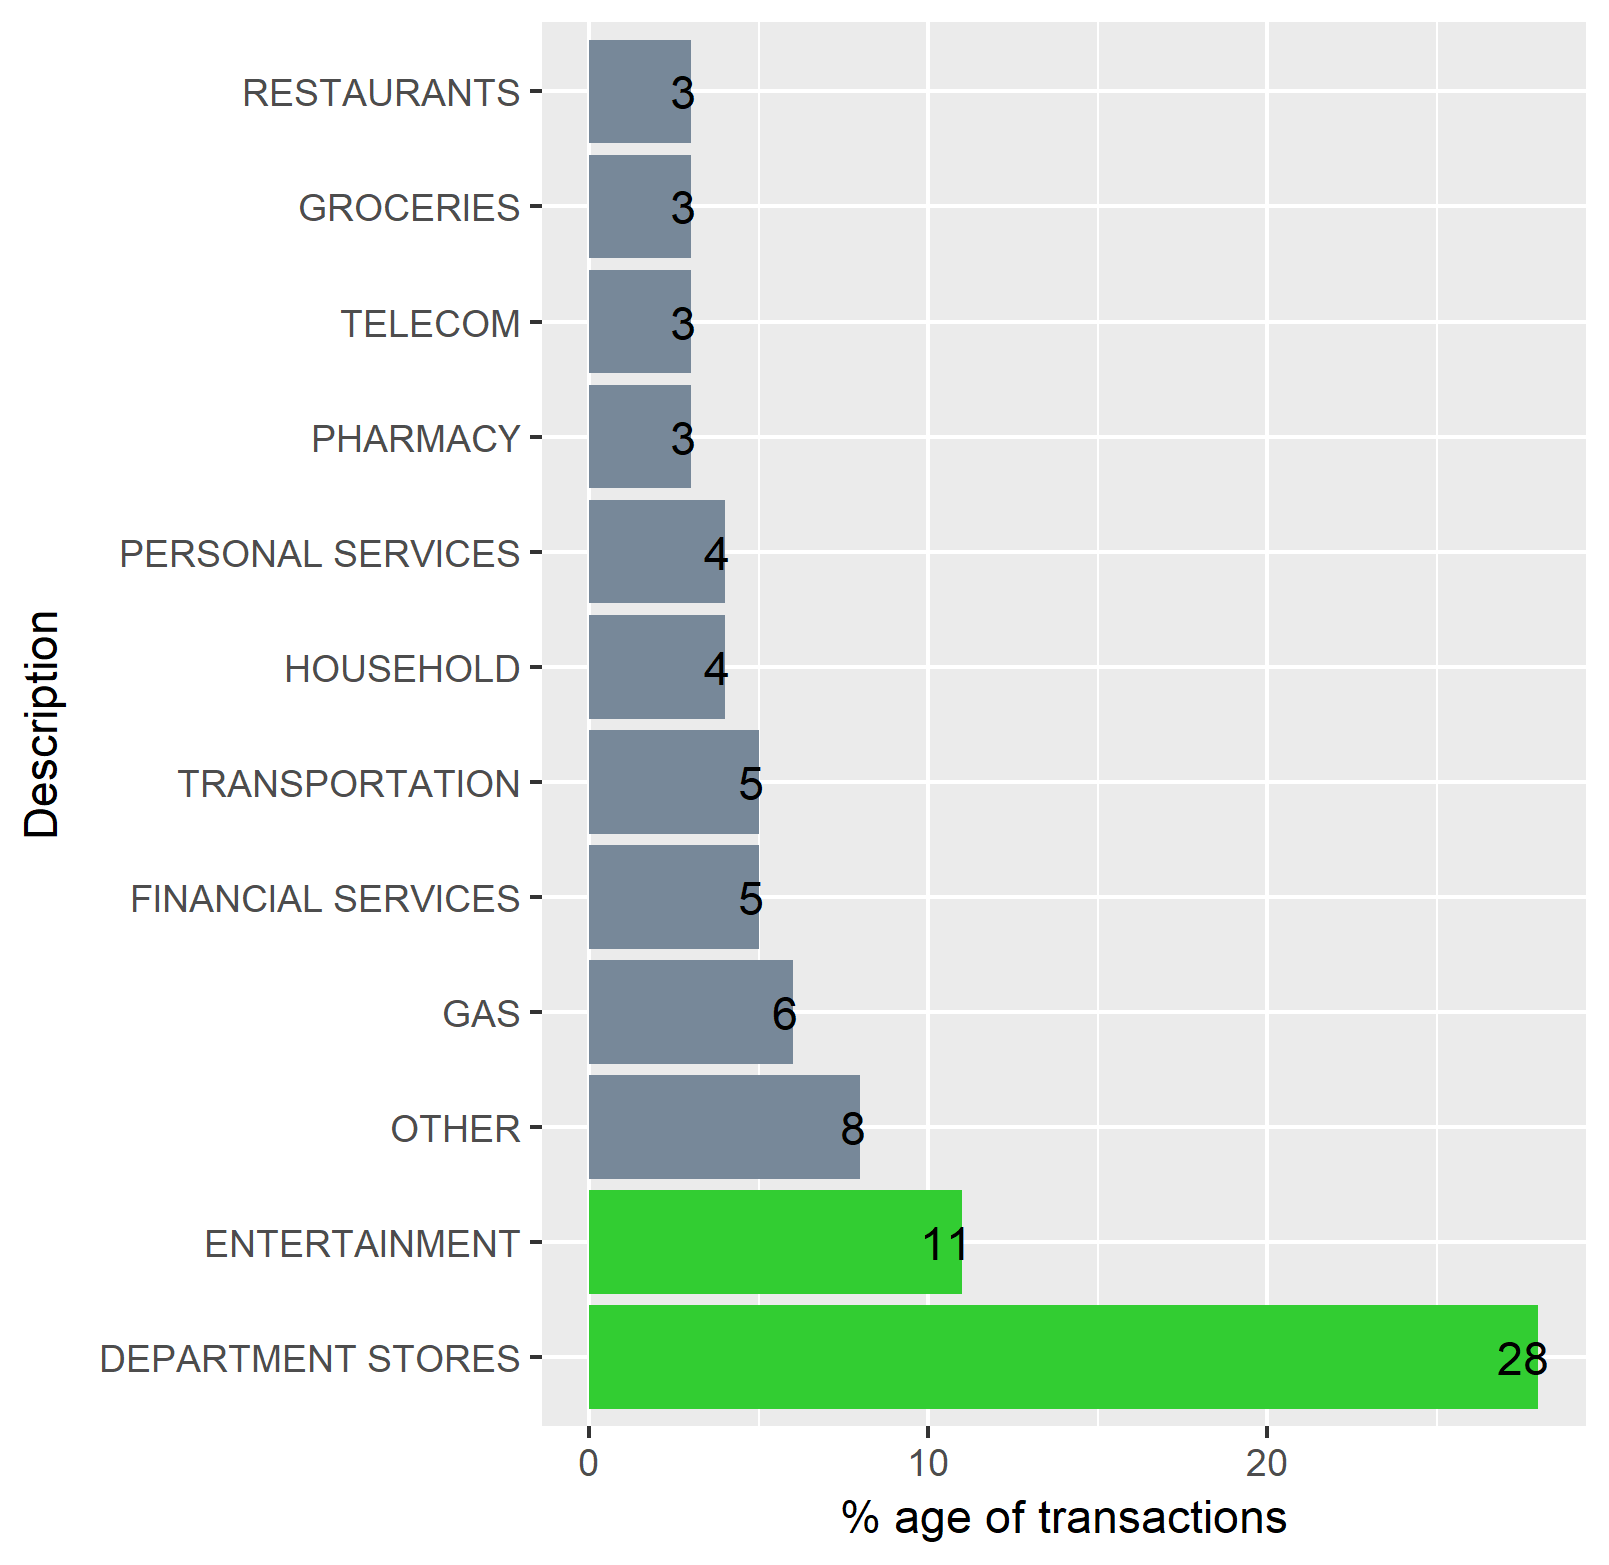 Description
RESTAURANTS 3
GROCERIES 3
TELECOM 3
PHARMACY 3
PERSONAL SERVICES 4
HOUSEHOLD 4
TRANSPORTATION 5
FINANCIAL SERVICES 5
GAS 6
OTHER 8
ENTERTAINMENT 11
DEPARTMENT STORES 28
0 10 20
% age of transactions